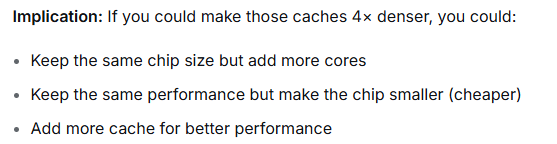 Implication: If you could make those caches 4× denser, you could:
• Keep the same chip size but add more cores
• Keep the same performance but make the chip smaller (cheaper)
• Add more cache for better performance